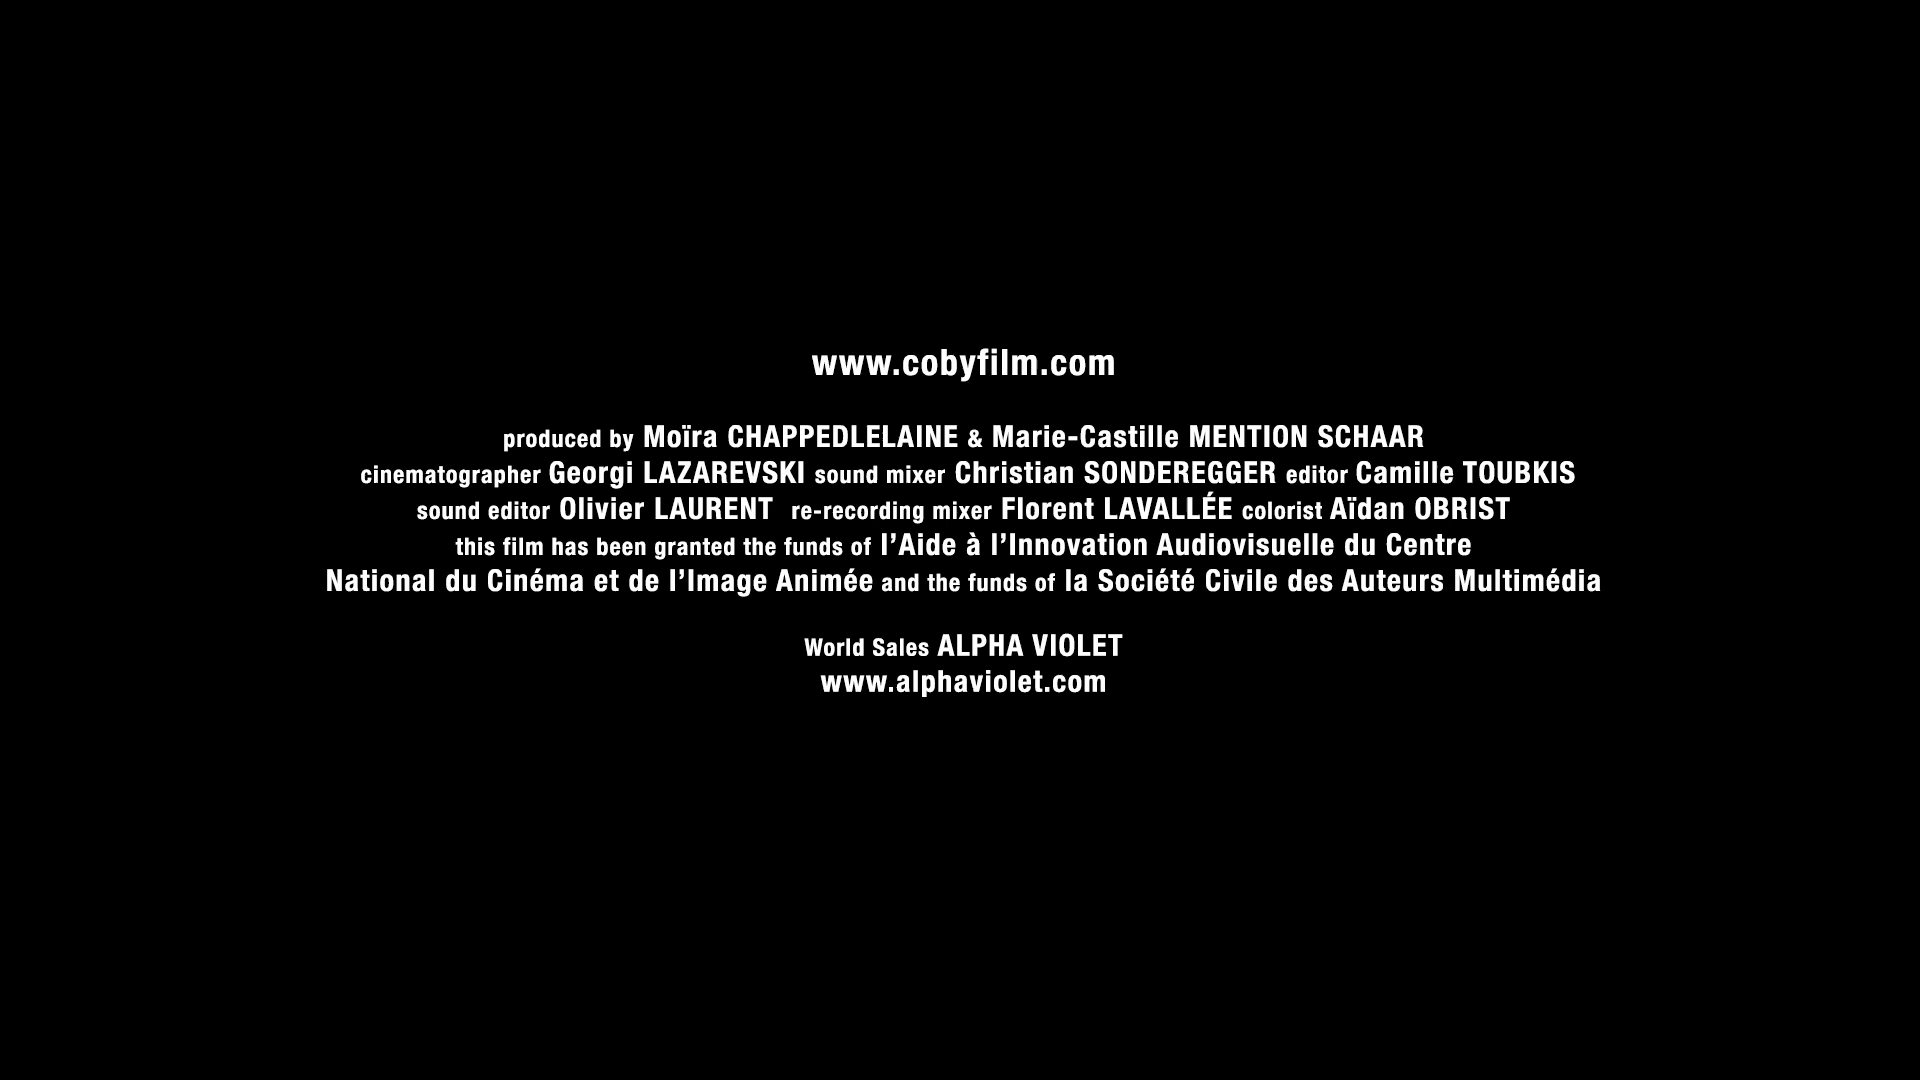 www.cobyfilm.com
produced by Moïra CHAPPEDLELAINE & Marie-Castille MENTION SCHAAR
cinematographer Georgi LAZAREVSKI sound mixer Christian SONDEREGGER editor Camille TOUBKIS
sound editor Olivier LAURENT re-recording mixer Florent LAVALLÉE colorist Aïdan OBRIST
this film has been granted the funds of l’Aide à l’Innovation Audiovisuelle du Centre
National du Cinéma et de l’Image Animée and the funds of la Société Civile des Auteurs Multimédia
World Sales ALPHA VIOLET
www.alphaviolet.com